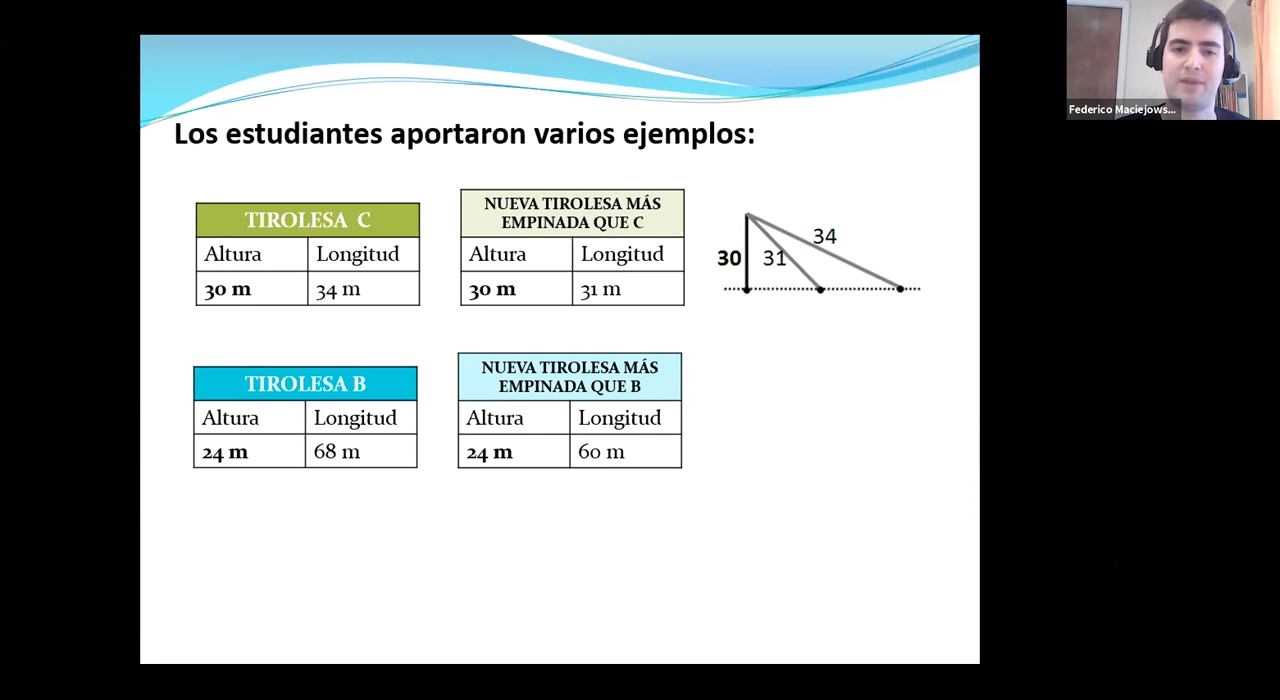 Federico Maciejows...
Los estudiantes aportaron varios ejemplos:
TIROLESA C
Altura Longitud
30 m 34 m
NUEVA TIROLESA MÁS
EMPINADA QUE C
Altura Longitud
30 m 31 m
34
30 31
TIROLESA B
Altura Longitud
24 m 68 m
NUEVA TIROLESA MÁS
EMPINADA QUE B
Altura Longitud
24 m 60 m